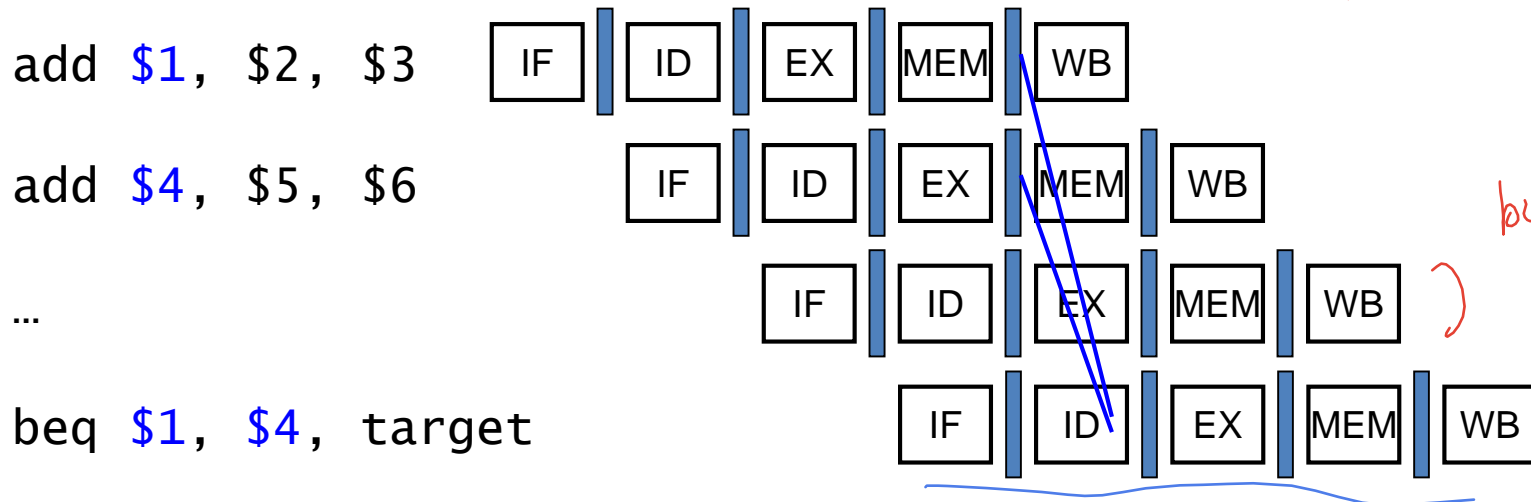 add $1, $2, $3 IF ID EX MEM WB
add $4, $5, $6 IF ID EX MEM WB
… IF ID EX MEM WB
beq $1, $4, target IF ID EX MEM WB